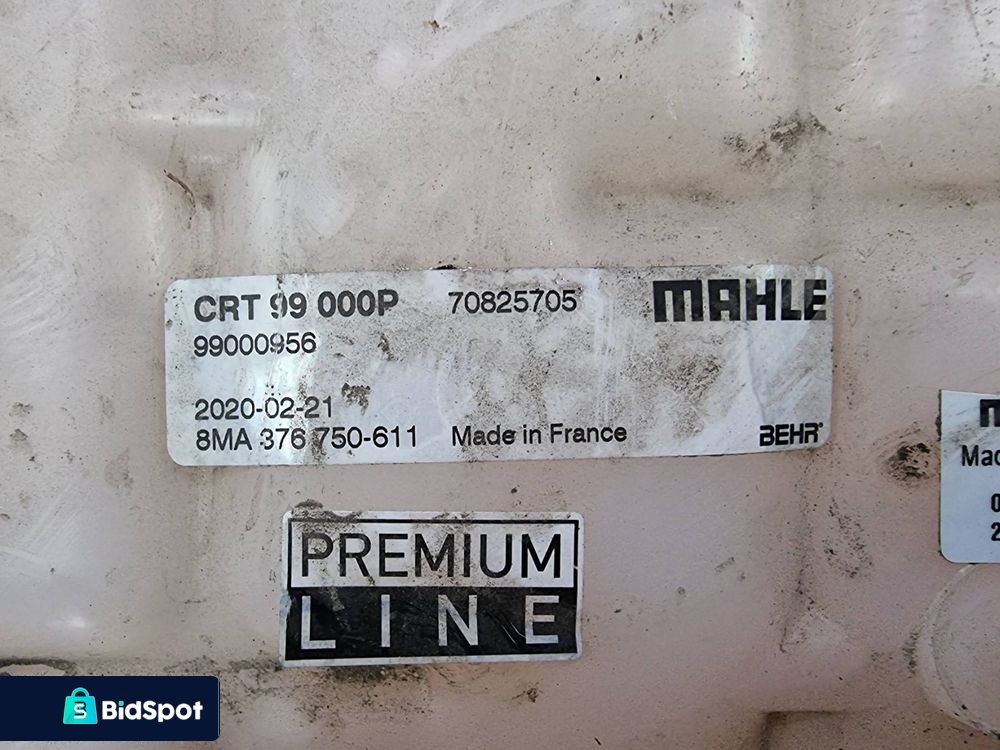 CRT 99 000P 70825705 MAHLE
99000956
2020-02-21
8MA 376 750-611 Made in France BEHR®
PREMIUM
LINE
BidSpot